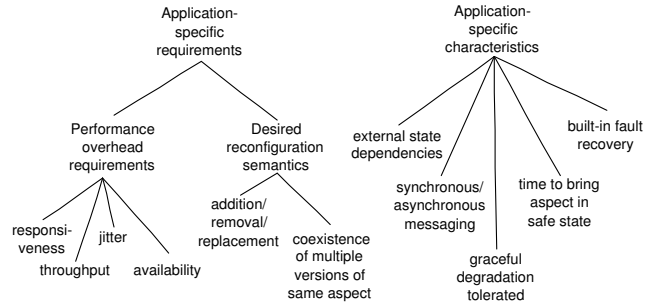 Application-
specific
requirements
Performance
overhead
requirements
Desired
reconfiguration
semantics
responsi-
veness
throughput
jitter
availability
addition/
removal/
replacement
coexistence
of multiple
versions of
same aspect
Application-
specific
characteristics
external state
dependencies
synchronous/
asynchronous
messaging
graceful
degradation
tolerated
time to bring
aspect in
safe state
built-in fault
recovery